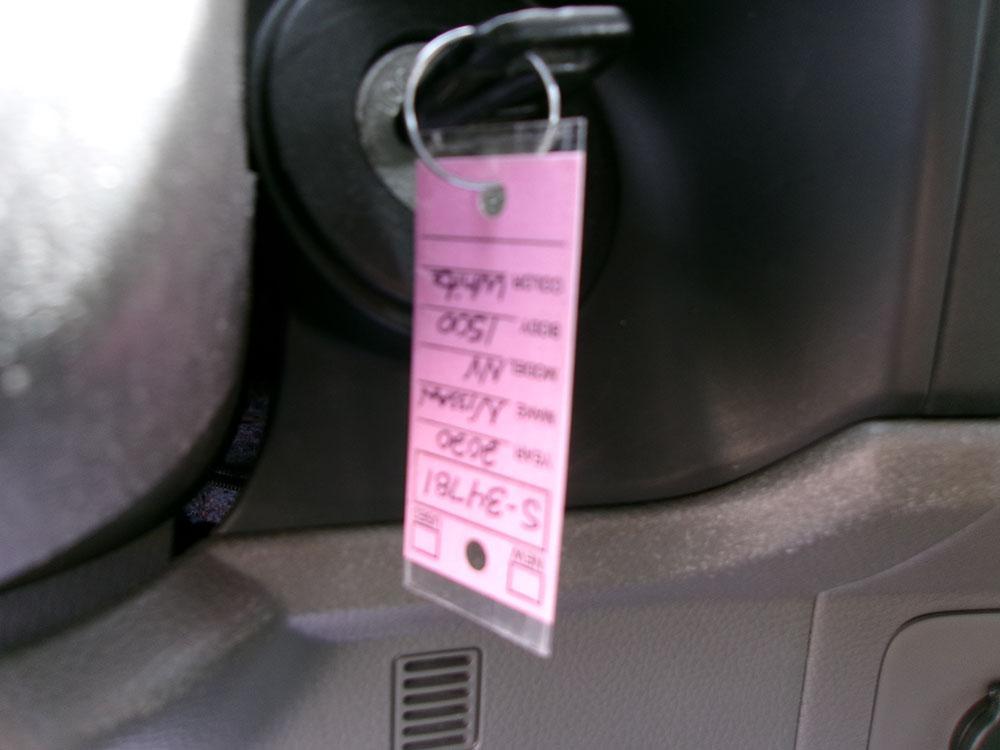 NEW USED
S-34781
YEAR 2020
MAKE Nissan
MODEL NV
BODY 1500
COLOR White